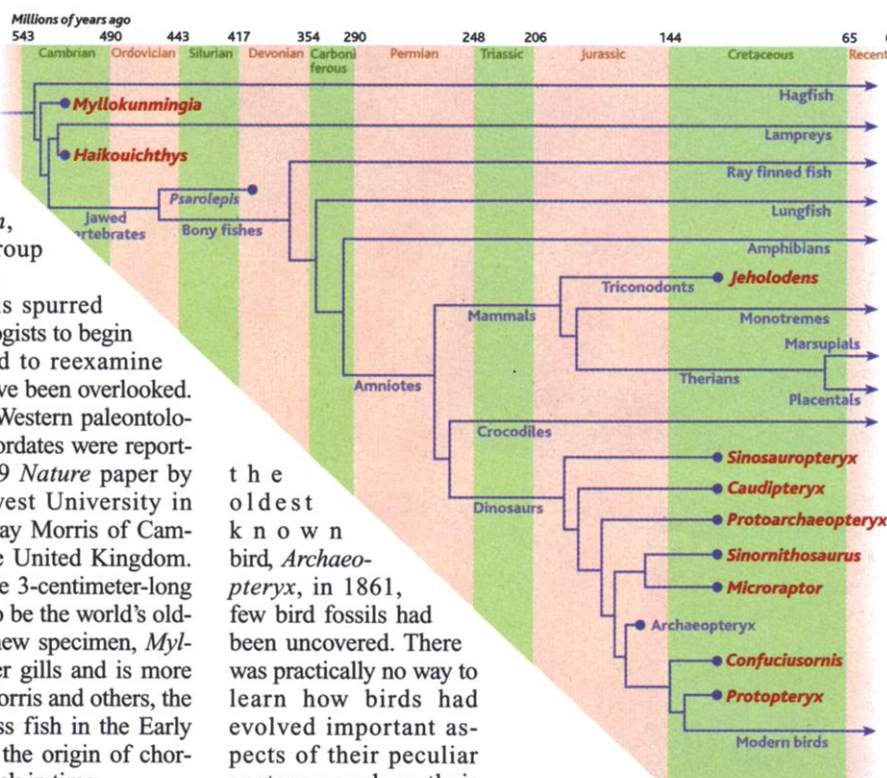 Millions of years ago
543 490 443 417 354 290 248 206 144 65
Cambrian Ordovician Silurian Devonian Carboni Permian Triassic Jurassic Cretaceous Recent
ferous
Hagfish
Myllokunmingia
Lampreys
Haikouichthys
Ray finned fish
Psarolepis
Lungfish
Jawed
Bony fishes
Amphibians
Jeholodens
Triconodonts
Mammals
Monotremes
Marsupials
Therians
Amniotes
Placentals
Crocodiles
Sinosauropteryx
Caudipteryx
Dinosaurs
Protoarchaeopteryx
Sinornithosaurus
Microraptor
Archaeopteryx
Confuciusornis
Protopteryx
Modern birds
n,
roup
s spurred
ogists to begin
d to reexamine
ve been overlooked.
Western paleontolo-
ordates were report-
9 Nature paper by
vest University in
ay Morris of Cam-
e United Kingdom.
e 3-centimeter-long
o be the world's old-
new specimen, Myl-
er gills and is more
orris and others, the
ss fish in the Early
the origin of chor-
the
oldest
known
bird, Archaeo-
pteryx, in 1861,
few bird fossils had
been uncovered. There
was practically no way to
learn how birds had
evolved important as-
pects of their peculiar